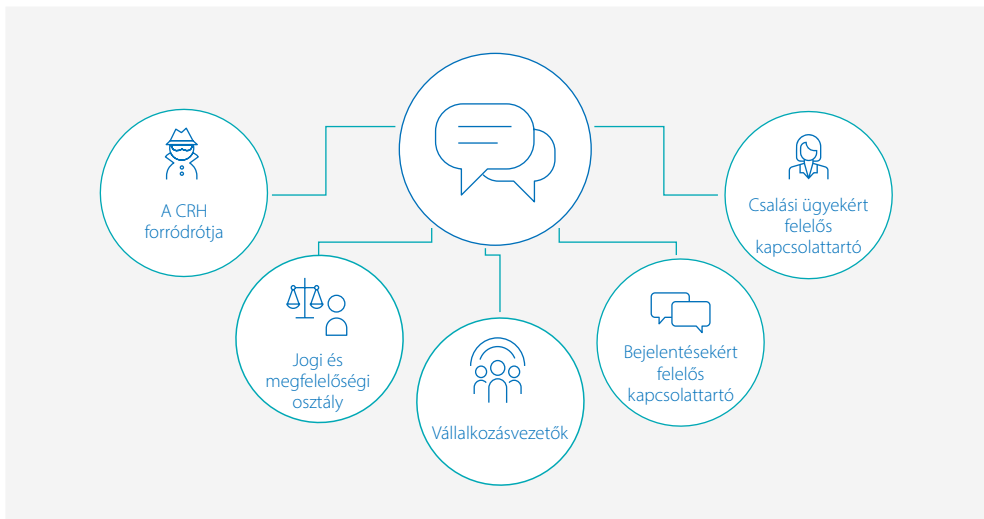 A CRH
forródrótja
Jogi és
megfelelőségi
osztály
Vállalkozásvezetők
Bejelentésekért
felelős
kapcsolattartó
Csalási ügyekért
felelős
kapcsolattartó